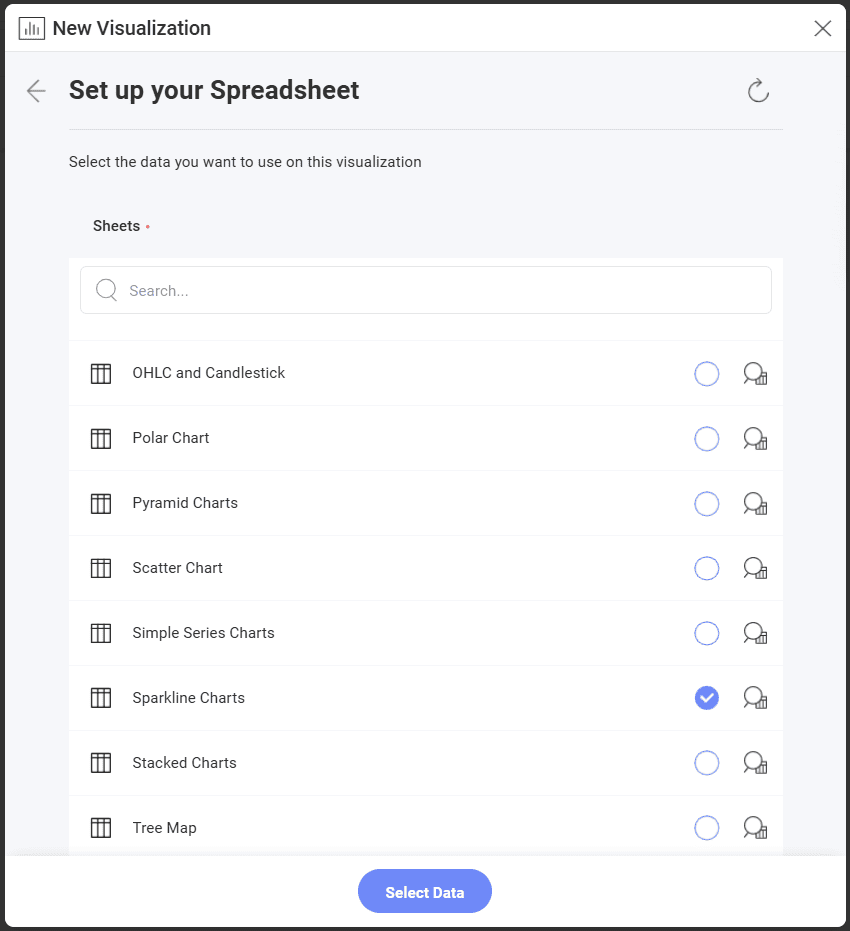 New Visualization
Set up your Spreadsheet
Select the data you want to use on this visualization
Sheets •
Search...
OHLC and Candlestick
Polar Chart
Pyramid Charts
Scatter Chart
Simple Series Charts
Sparkline Charts
Stacked Charts
Tree Map
Select Data